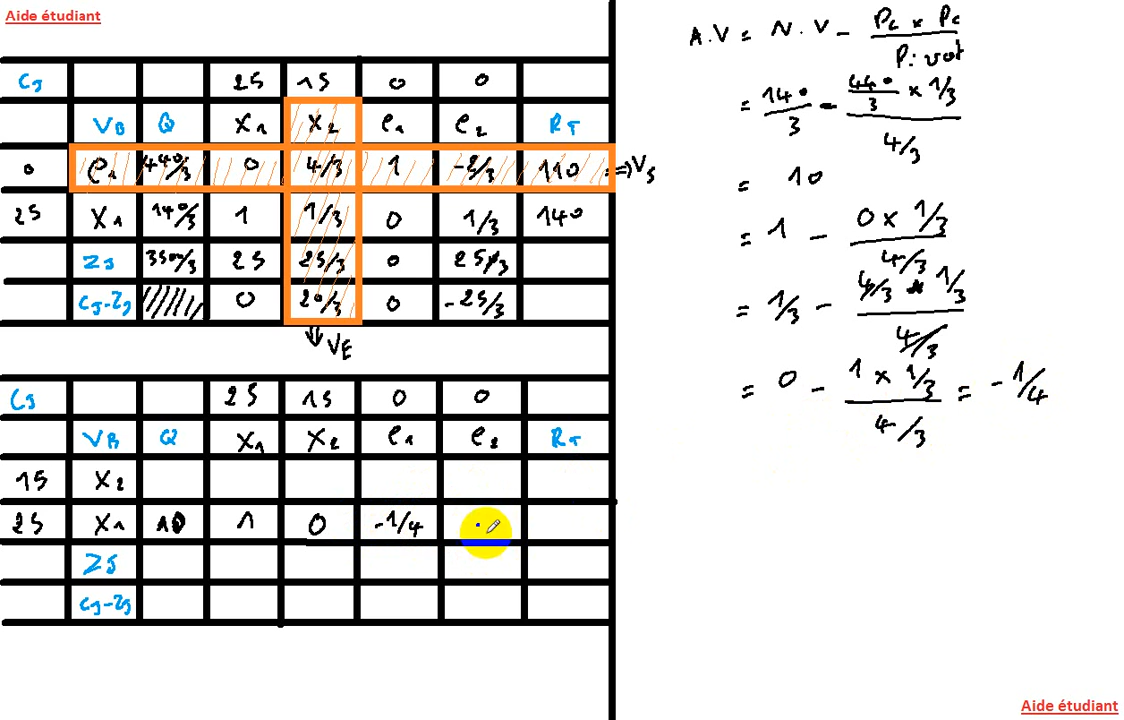 Aide étudiant
A.V = N.V - Pl x Pc / Pivot
CJ 25 15 0 0
= 140/3 - 440/3 x 1/3 / 4/3
VB Q X1 X2 e1 e2 RT
0 e1 440/3 0 4/3 1 -2/3 110 => VS
= 10
25 X1 140/3 1 1/3 0 1/3 140
= 1 - 0 x 1/3 / 4/3
ZJ 3500/3 25 25/3 0 25/3
CJ-ZJ 0 20/3 0 -25/3
= 1/3 - 4/3 x 1/3 / 4/3
⇓ VE
= 0 - 1 x 1/3 / 4/3 = -1/4
CJ 25 15 0 0
VB Q X1 X2 e1 e2 RT
15 X2
25 X1 10 1 0 -1/4
ZJ
CJ-ZJ
Aide étudiant